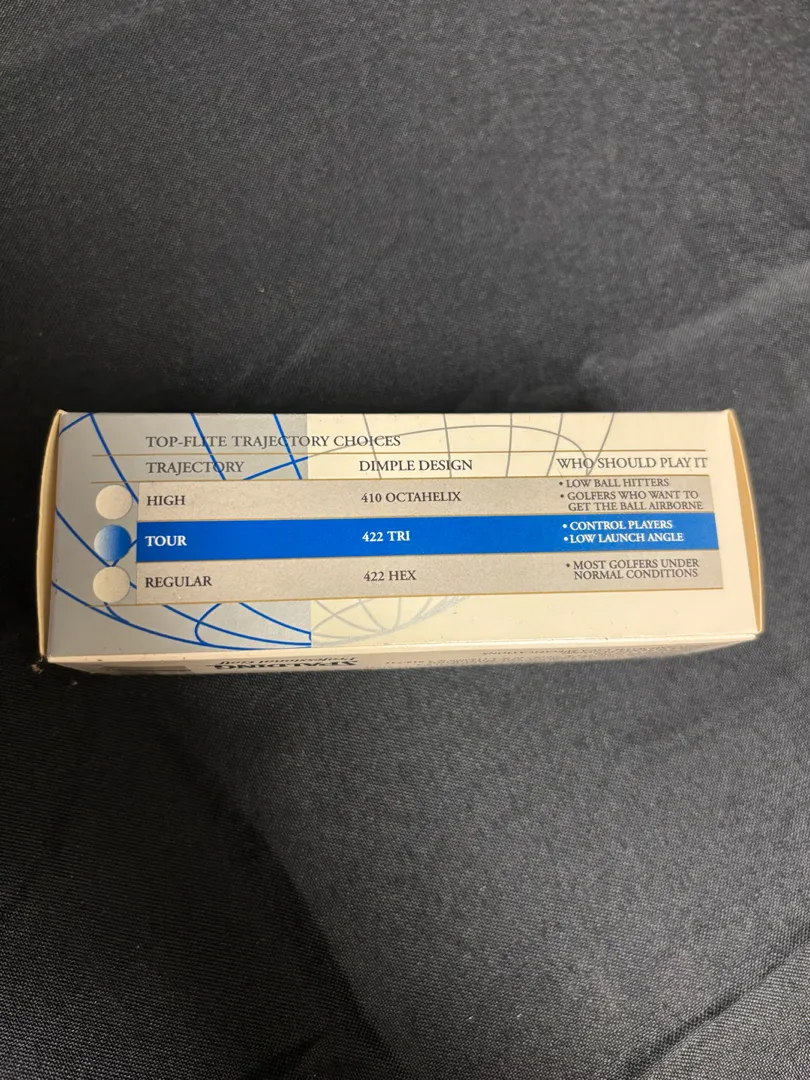 TOP-FLITE TRAJECTORY CHOICES
TRAJECTORY DIMPLE DESIGN WHO SHOULD PLAY IT
HIGH 410 OCTAHELIX • LOW BALL HITTERS
• GOLFERS WHO WANT TO
GET THE BALL AIRBORNE
TOUR 422 TRI • CONTROL PLAYERS
• LOW LAUNCH ANGLE
REGULAR 422 HEX • MOST GOLFERS UNDER
NORMAL CONDITIONS
SPALDING